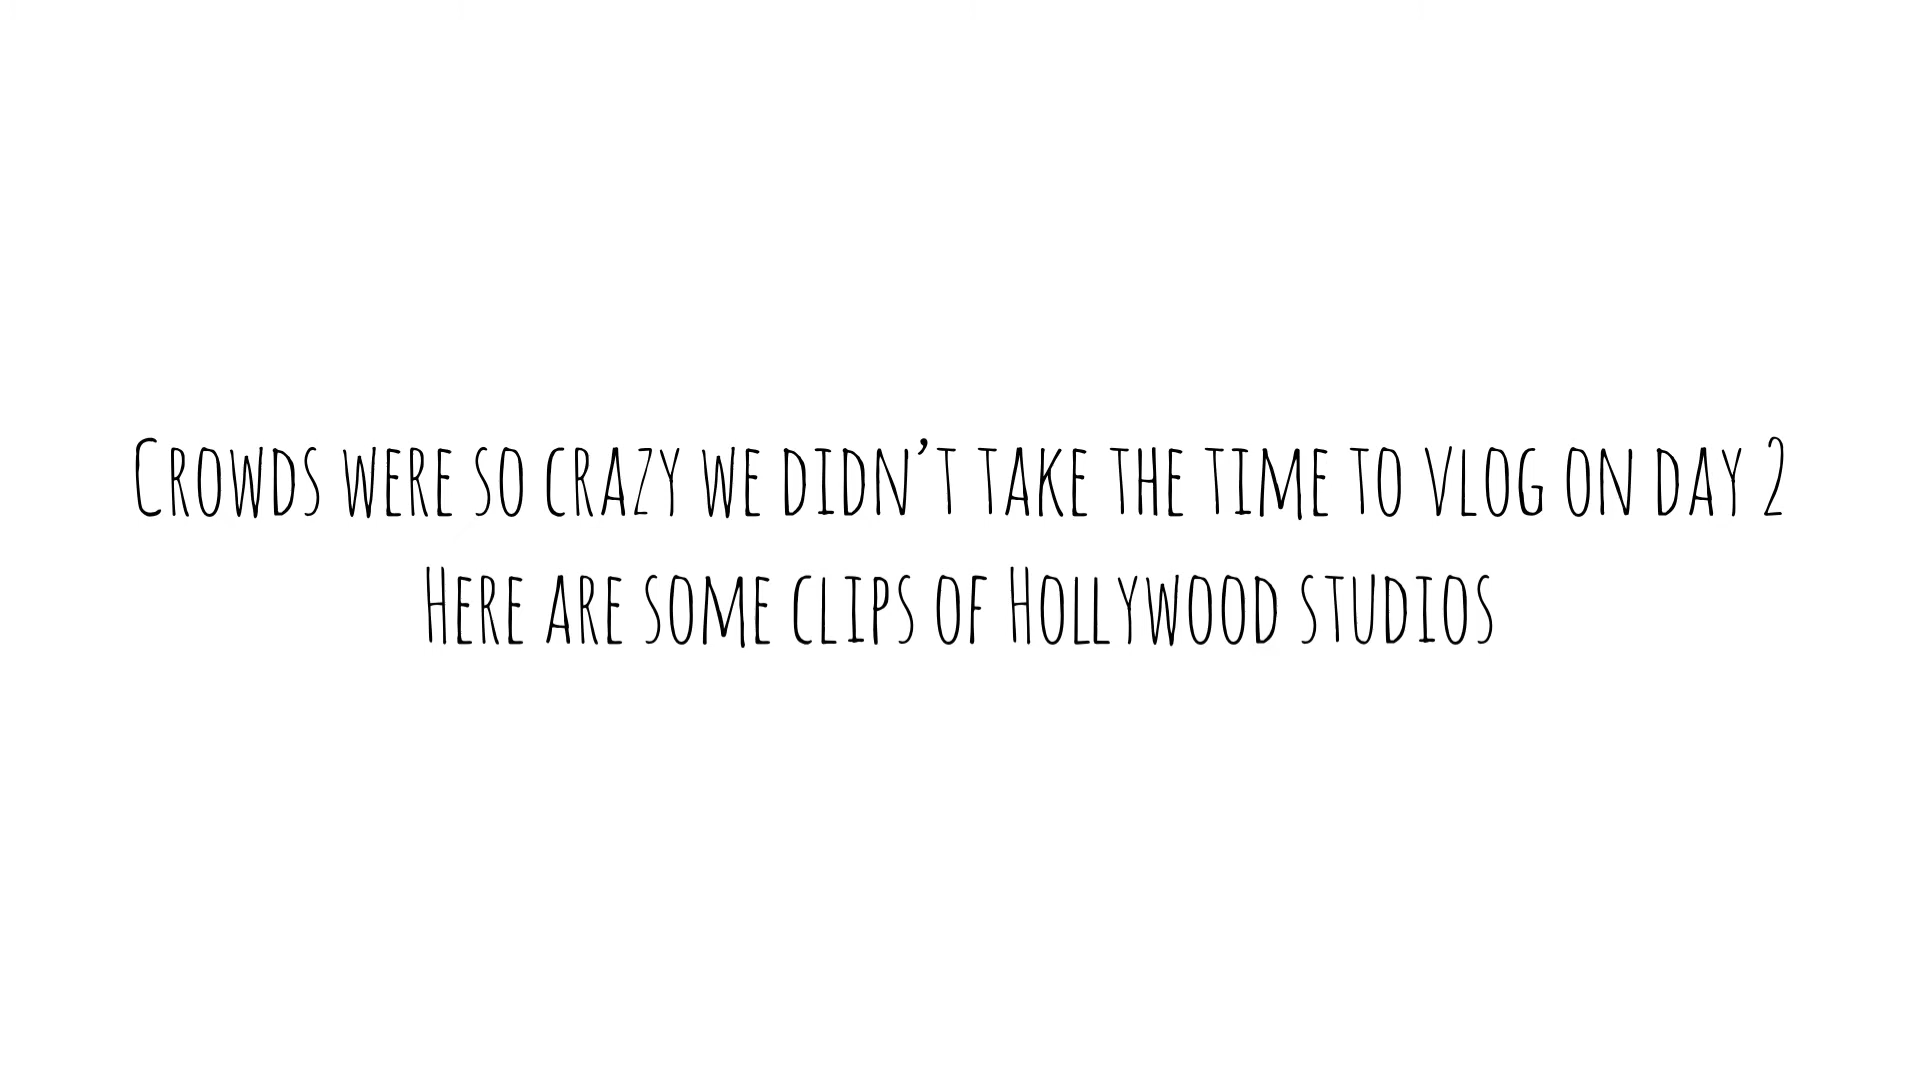 Crowds were so crazy we didn’t take the time to vlog on day 2
Here are some clips of Hollywood studios